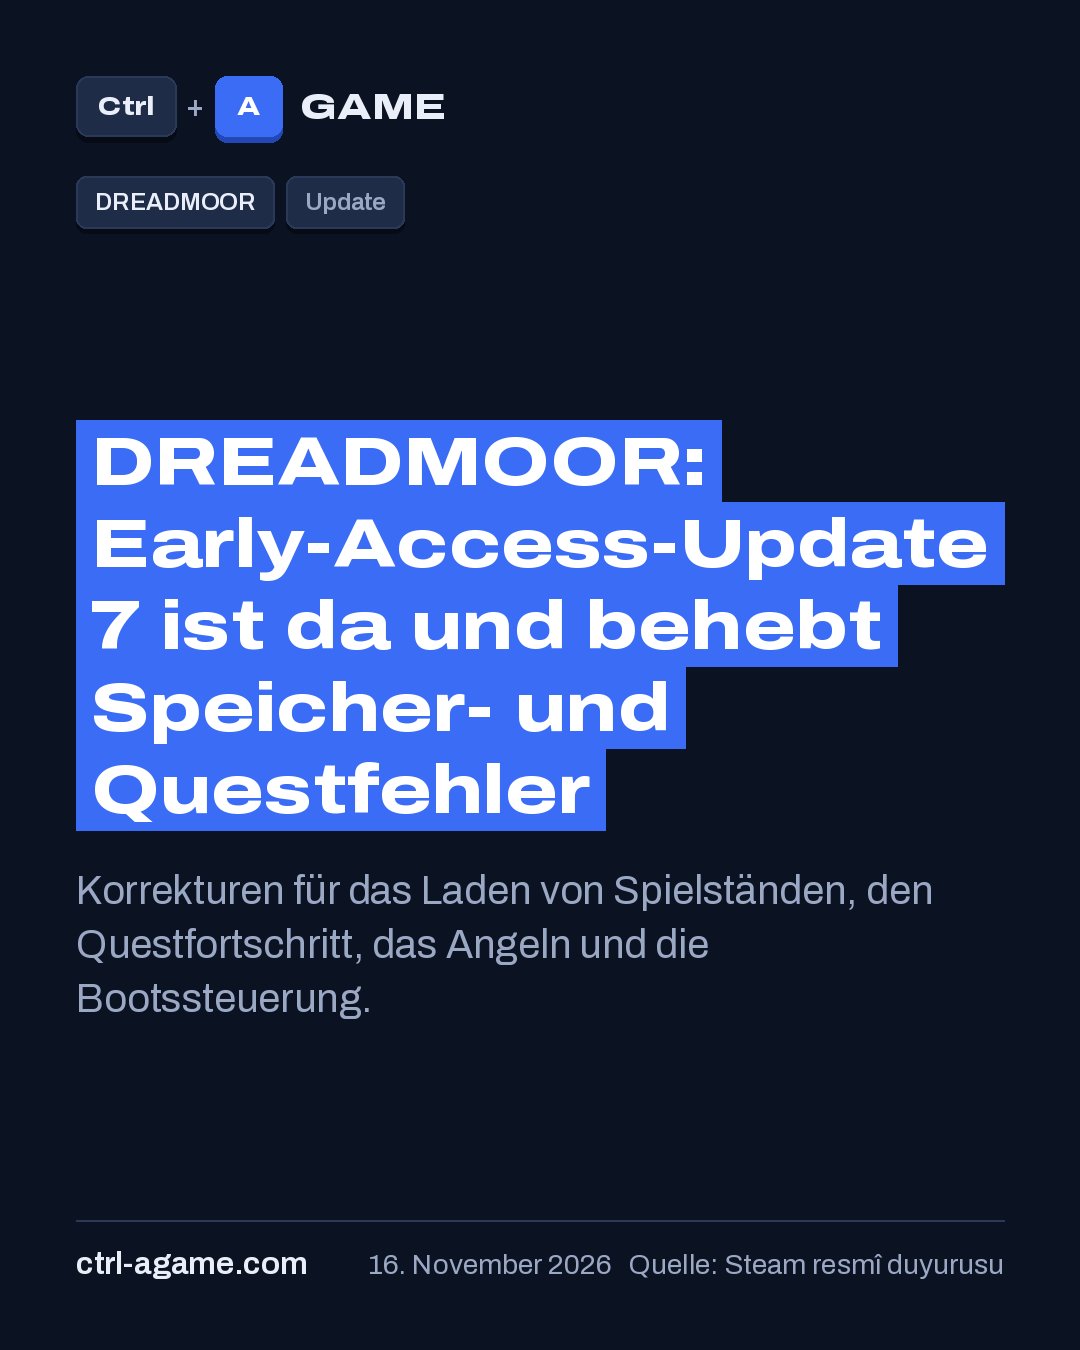 Ctrl + A GAME
DREADMOOR Update
DREADMOOR:
Early-Access-Update
7 ist da und behebt
Speicher- und
Questfehler
Korrekturen für das Laden von Spielständen, den
Questfortschritt, das Angeln und die
Bootssteuerung.
ctrl-agame.com 16. November 2026 Quelle: Steam resmî duyurusu